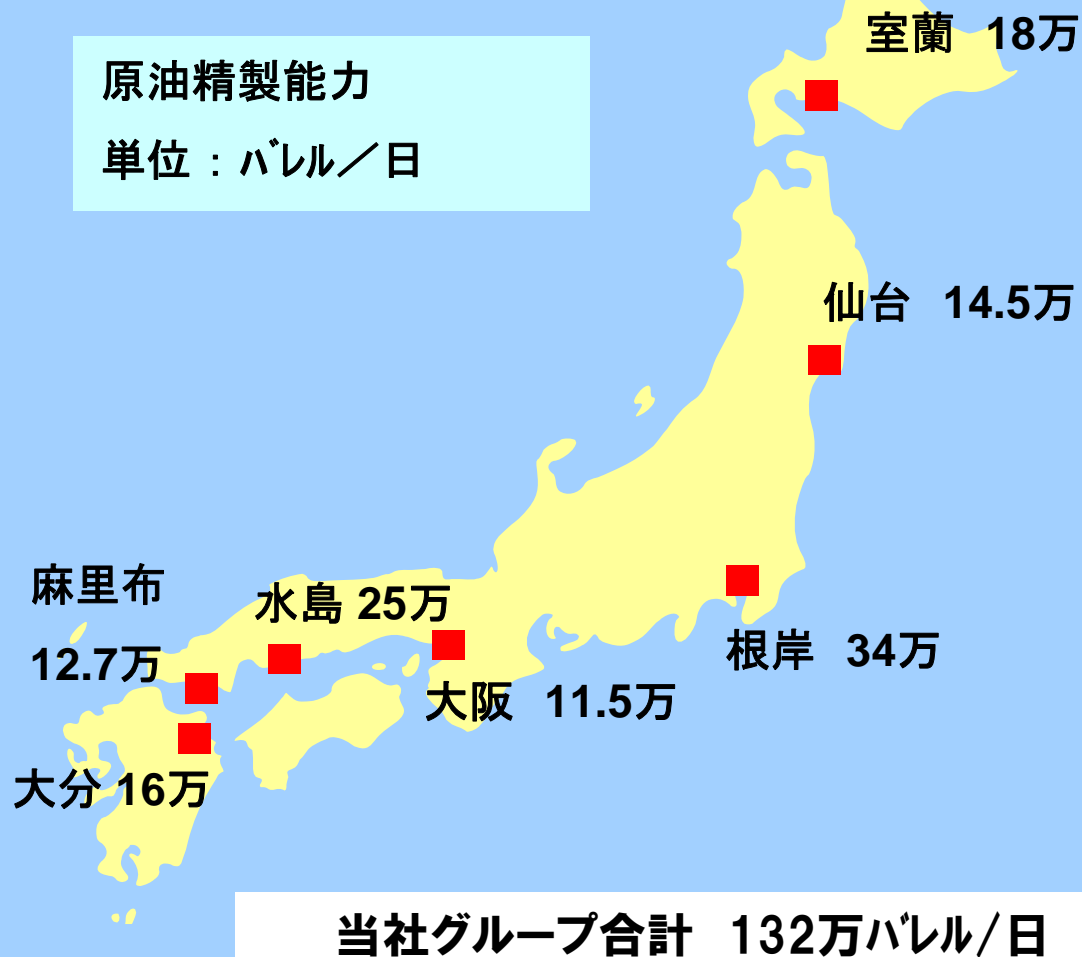 室蘭　18万
原油精製能力
単位：バレル／日
仙台　14.5万
麻里布
12.7万
水島 25万
根岸　34万
大阪　11.5万
大分 16万
当社グループ合計　132万バレル/日